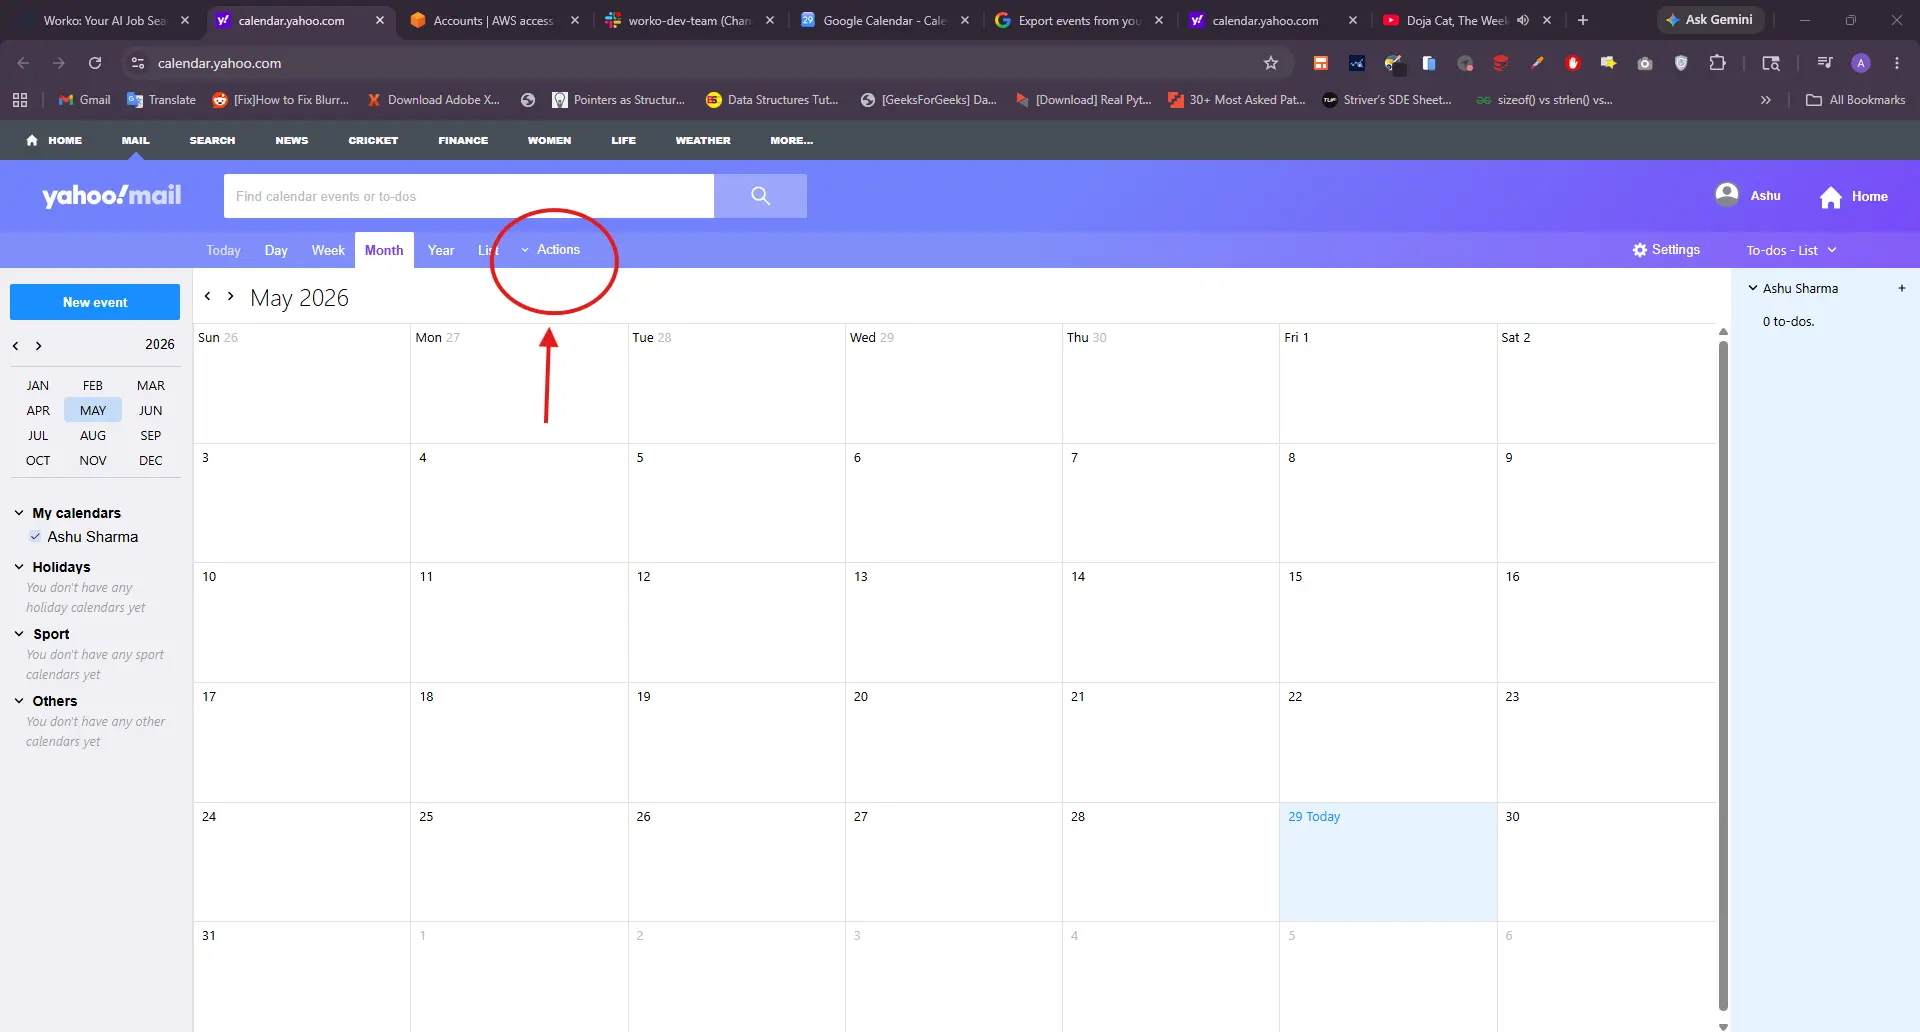 Worko: Your AI Job Sea
calendar.yahoo.com
Accounts | AWS access
worko-dev-team (Chan
Google Calendar - Cale
Export events from you
calendar.yahoo.com
Doja Cat, The Week
Ask Gemini
calendar.yahoo.com
A
Gmail
Translate
[Fix]How to Fix Blurr...
Download Adobe X...
Pointers as Structur...
Data Structures Tut...
[GeeksForGeeks] Da...
[Download] Real Pyt...
30+ Most Asked Pat...
Striver's SDE Sheet...
sizeof() vs strlen() vs...
All Bookmarks
HOME MAIL SEARCH NEWS CRICKET FINANCE WOMEN LIFE WEATHER MORE...
yahoo!mail
Find calendar events or to-dos
Ashu
Home
Today Day Week Month Year List Actions
Settings
To-dos - List
New event
May 2026
Ashu Sharma +
0 to-dos.
2026
JAN FEB MAR
APR MAY JUN
JUL AUG SEP
OCT NOV DEC
My calendars
Ashu Sharma
Holidays
You don't have any
holiday calendars yet
Sport
You don't have any sport
calendars yet
Others
You don't have any other
calendars yet
Sun 26 Mon 27 Tue 28 Wed 29 Thu 30 Fri 1 Sat 2
3 4 5 6 7 8 9
10 11 12 13 14 15 16
17 18 19 20 21 22 23
24 25 26 27 28 29 Today 30
31 1 2 3 4 5 6